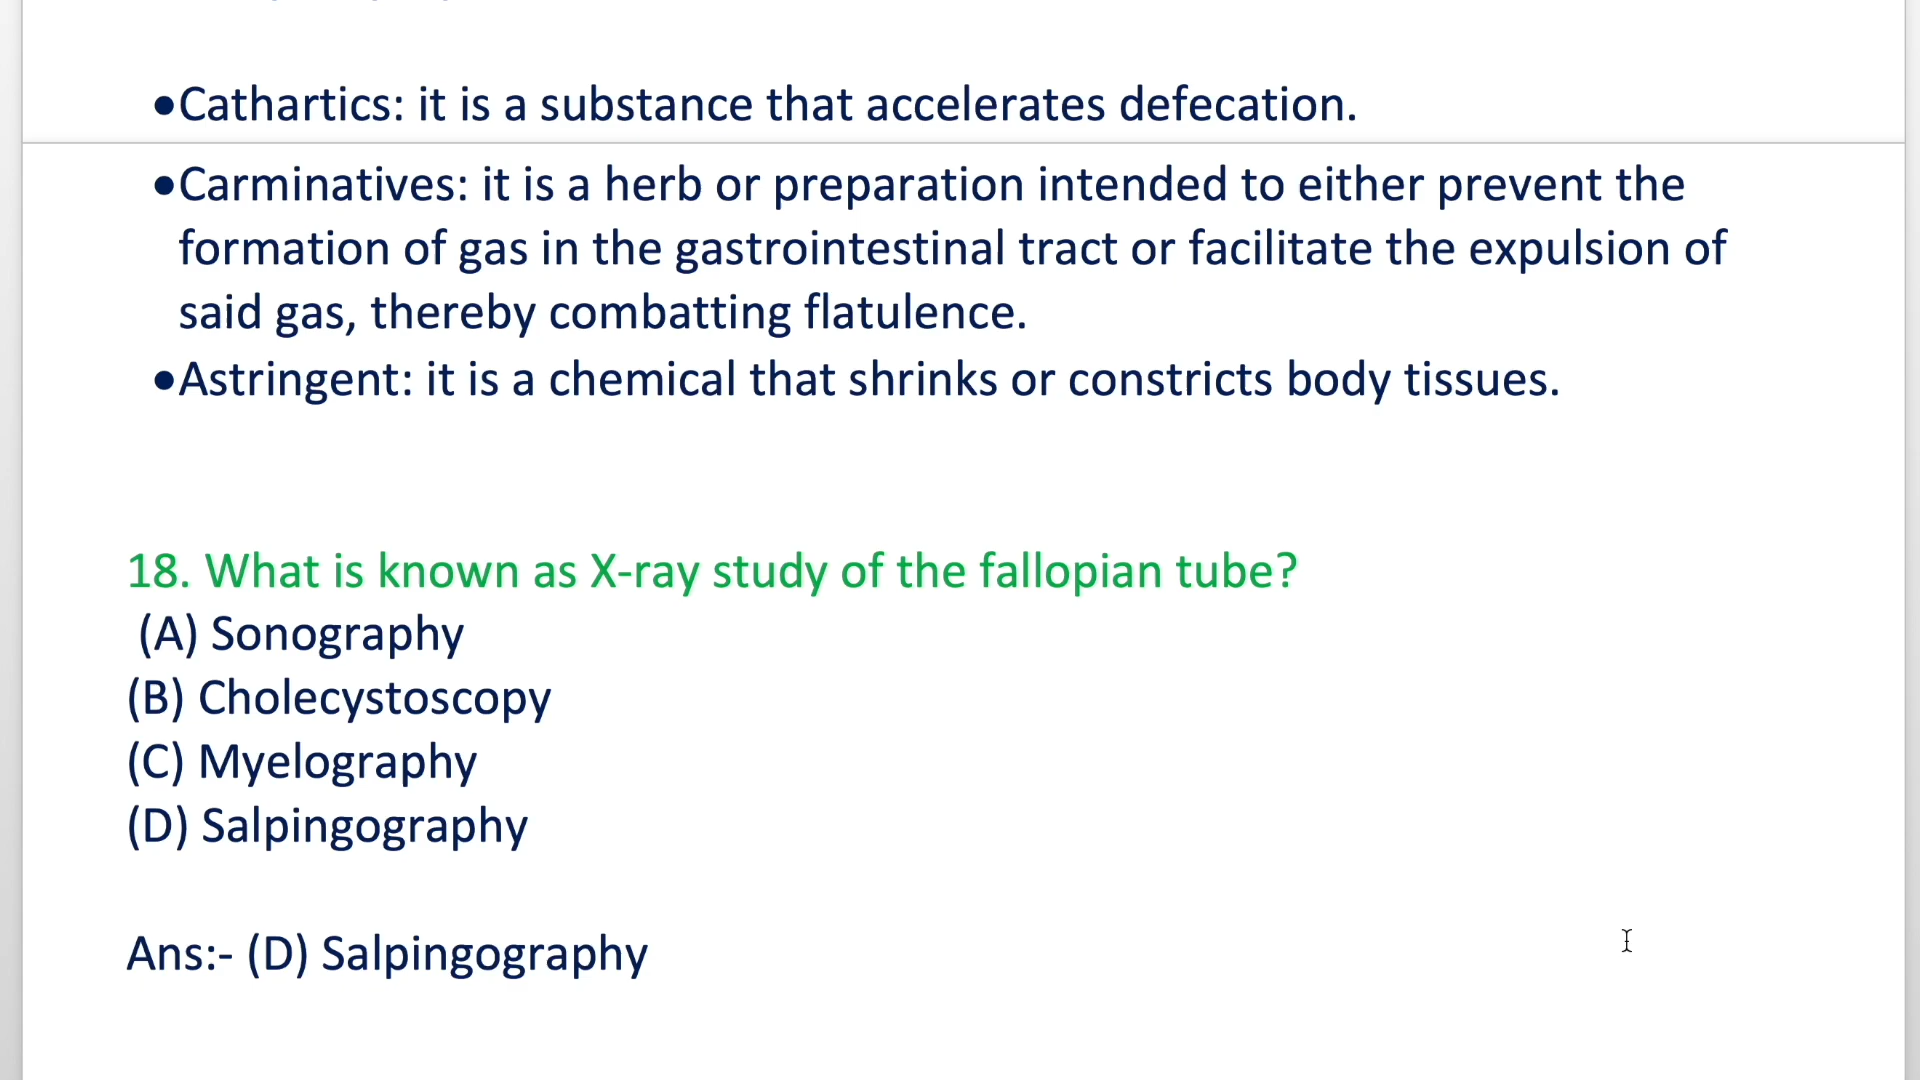 •Cathartics: it is a substance that accelerates defecation.
•Carminatives: it is a herb or preparation intended to either prevent the
formation of gas in the gastrointestinal tract or facilitate the expulsion of
said gas, thereby combatting flatulence.
•Astringent: it is a chemical that shrinks or constricts body tissues.
18. What is known as X-ray study of the fallopian tube?
(A) Sonography
(B) Cholecystoscopy
(C) Myelography
(D) Salpingography
Ans:- (D) Salpingography